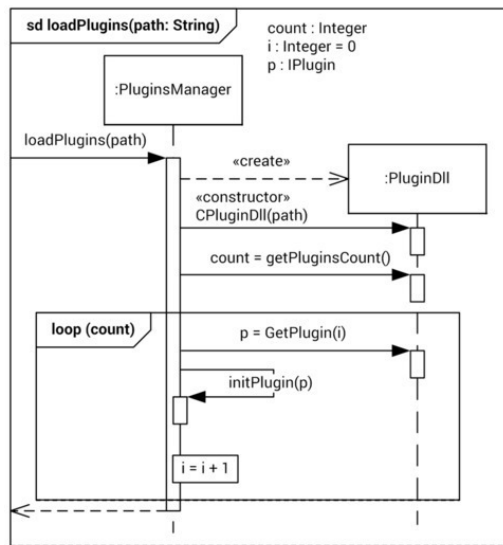 sd loadPlugins(path: String)
count : Integer
i : Integer = 0
p : IPlugin
:PluginsManager
loadPlugins(path)
«create»
:PluginDll
«constructor»
CPluginDll(path)
count = getPluginsCount()
loop (count)
p = GetPlugin(i)
initPlugin(p)
i = i + 1